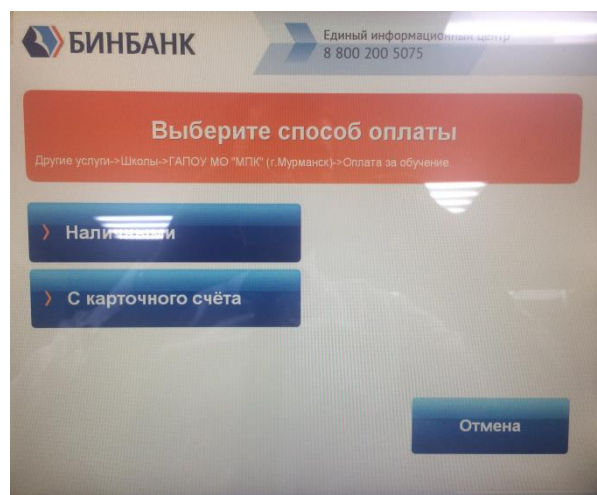 БИНБАНК
Единый информационный центр
8 800 200 5075
Выберите способ оплаты
Другие услуги->Школы->ГАПОУ МО "МПК" (г.Мурманск)->Оплата за обучение
Наличными
С карточного счёта
Отмена